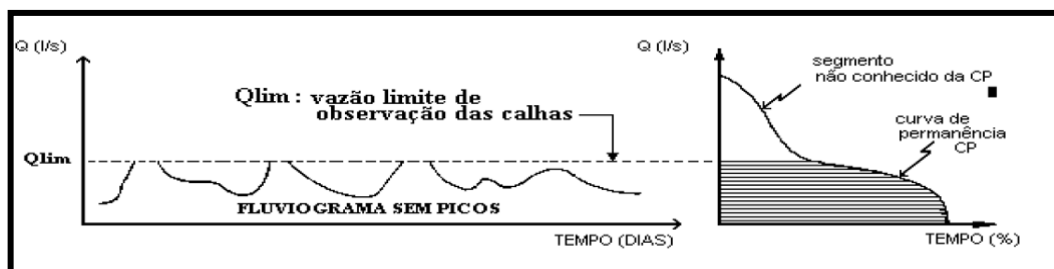 Q (l/s)
Qlim : vazão limite de
observação das calhas
Qlim
FLUVIOGRAMA SEM PICOS
TEMPO (DIAS)
Q (l/s)
segmento
não conhecido da CP
curva de
permanência
CP
TEMPO (%)